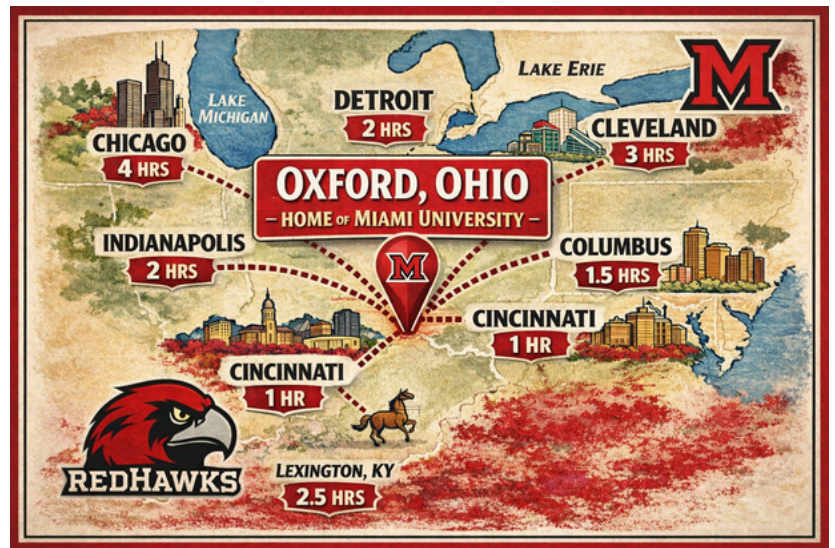 LAKE
MICHIGAN
LAKE ERIE
M
®
CHICAGO
4 HRS
DETROIT
2 HRS
CLEVELAND
3 HRS
OXFORD, OHIO
– HOME OF MIAMI UNIVERSITY –
M
INDIANAPOLIS
2 HRS
COLUMBUS
1.5 HRS
CINCINNATI
1 HR
CINCINNATI
1 HR
REDHAWKS
LEXINGTON, KY
2.5 HRS